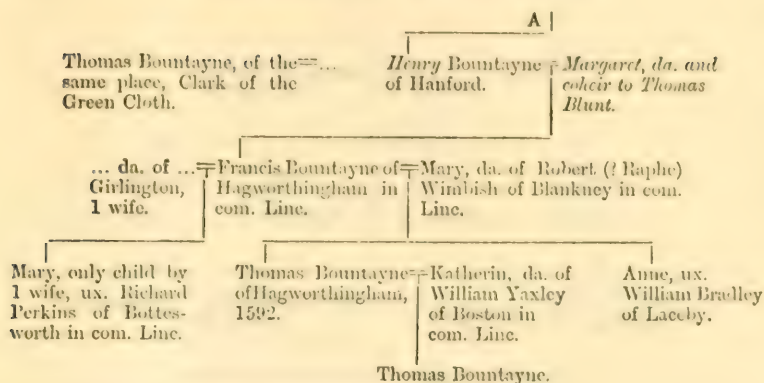 A
Thomas Bountayne, of the = ...
same place, Clark of the
Green Cloth.
Henry Bountayne
of Hanford.
Margaret, da. and
coheir to Thomas
Blunt.
... da. of ...
Girlington,
1 wife.
Francis Bountayne of
Hagworthingham in
com. Linc.
Mary, da. of Robert (? Raphe)
Wimbish of Blankney in com.
Linc.
Mary, only child by
1 wife, ux. Richard
Perkins of Bottes-
worth in com. Linc.
Thomas Bountayne
of Hagworthingham,
1592.
Katherin, da. of
William Yaxley
of Boston in
com. Linc.
Anne, ux.
William Bradley
of Laceby.
Thomas Bountayne.